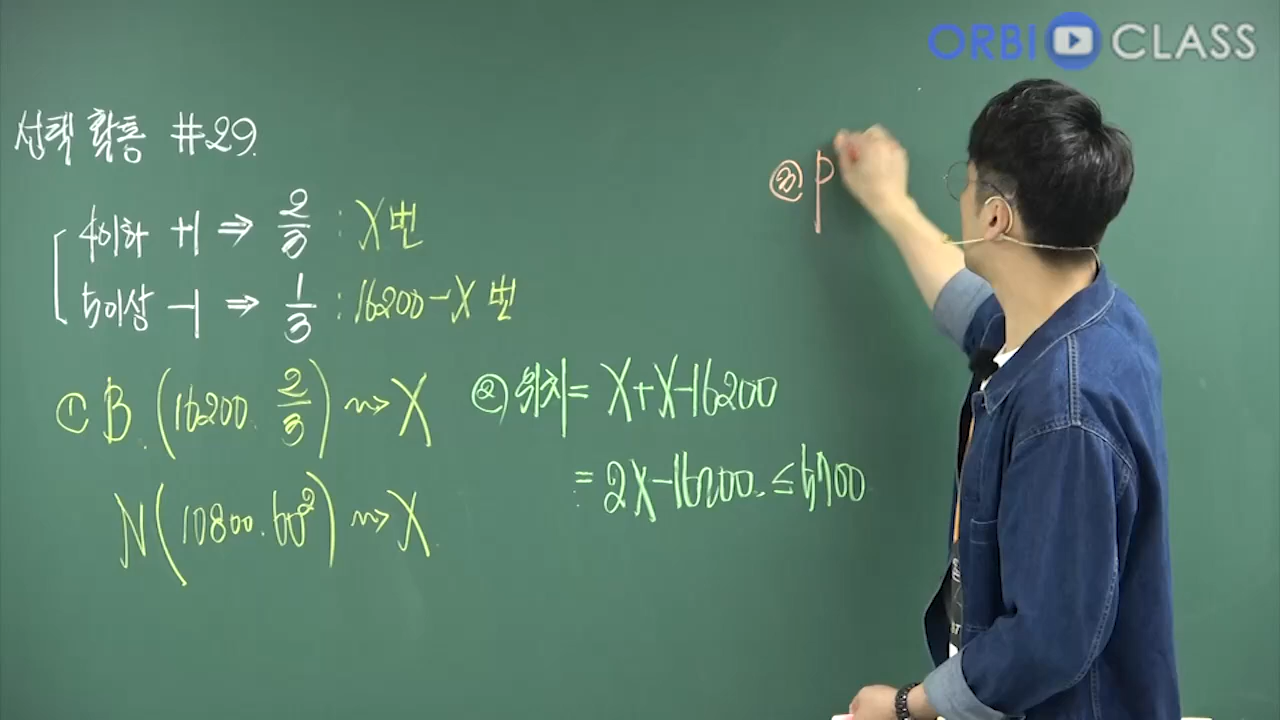 ORBI CLASS
선택 확통 #29.
4이하 +1 ⇒ 2/3 : X번
5이상 -1 ⇒ 1/3 : 16200-X번
① B(16200, 2/3) ⇝ X
N(10800, 60²) ⇝ X
② 위치 = X+X-16200
= 2X-16200 ≤ 5700
③ P